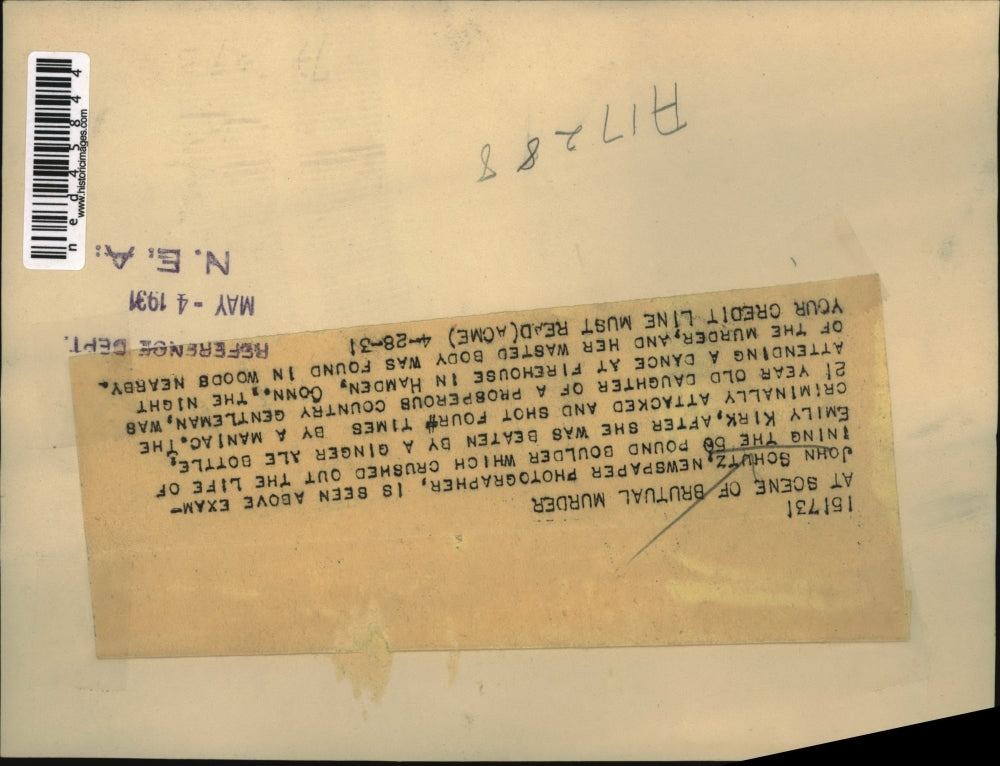 151731
AT SCENE OF BRUTUAL MURDER
JOHN SCHUTZ, NEWSPAPER PHOTOGRAPHER, IS SEEN ABOVE EXAM-
INING THE 50 POUND BOULDER WHICH CRUSHED OUT THE LIFE OF
EMILY KIRK, AFTER SHE WAS BEATEN BY A GINGER ALE BOTTLE,
CRIMINALLY ATTACKED AND SHOT FOUR# TIMES BY A MANIAC. THE
21 YEAR OLD DAUGHTER OF A PROSPEROUS COUNTRY GENTLEMAN, WAS
ATTENDING A DANCE AT FIREHOUSE IN HAMDEN, CONN., THE NIGHT
OF THE MURDER, AND HER WASTED BODY WAS FOUND IN WOODS NEARBY.
YOUR CREDIT LINE MUST READ(ACME) 4-28-31
REFERENCE DEPT.
MAY - 4 1931
N. E. A.
A17288
ned45844
www.historicimages.com